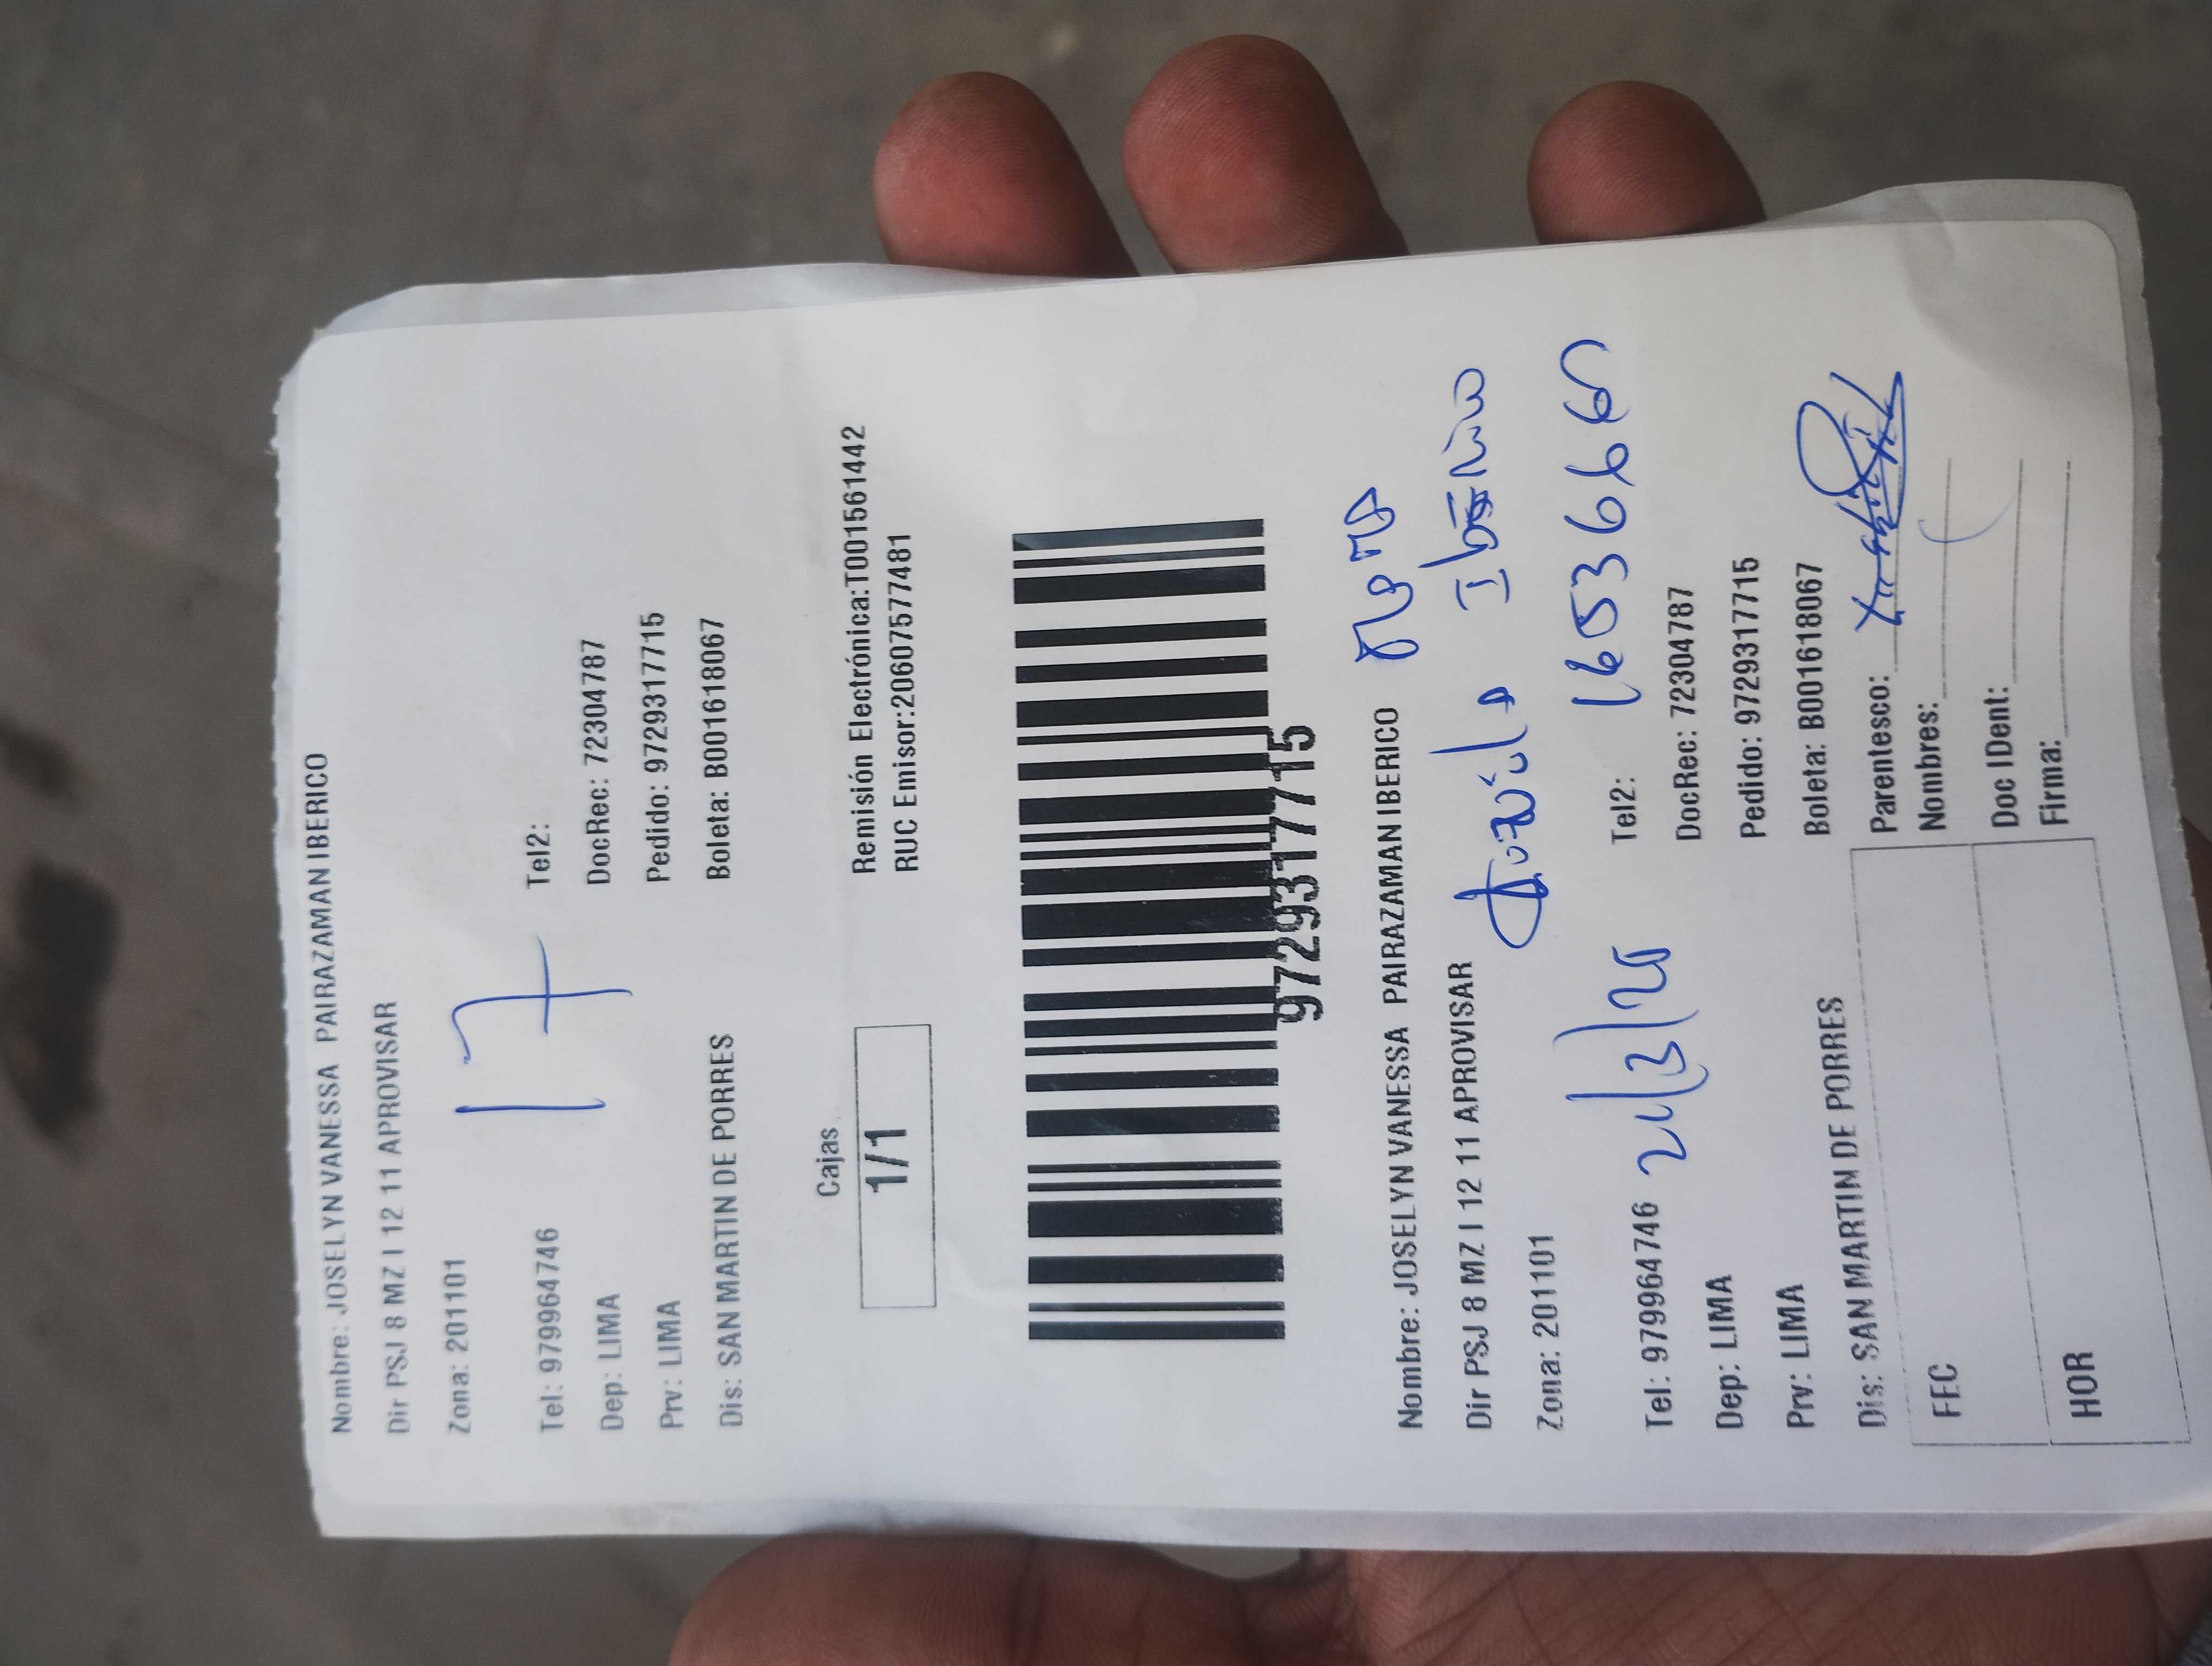 Nombre: JOSELYN VANESSA PAIRAZAMAN IBERICO
Dir PSJ 8 MZ I 12 11 APROVISAR
Zona: 201101
17
Tel: 979964746 Tel2:
Dep: LIMA DocRec: 72304787
Prv: LIMA Pedido: 9729317715
Dis: SAN MARTIN DE PORRES Boleta: B001618067
Cajas
1/1
Remisión Electrónica:T001561442
RUC Emisor:20607577481
9729317715
Nombre: JOSELYN VANESSA PAIRAZAMAN IBERICO
Dir PSJ 8 MZ I 12 11 APROVISAR
Zona: 201101
Tel: 979964746 Tel2:
Dep: LIMA DocRec: 72304787
Prv: LIMA Pedido: 9729317715
Dis: SAN MARTIN DE PORRES Boleta: B001618067
FEC
HOR
Parentesco:
Nombres:
Doc IDent:
Firma: